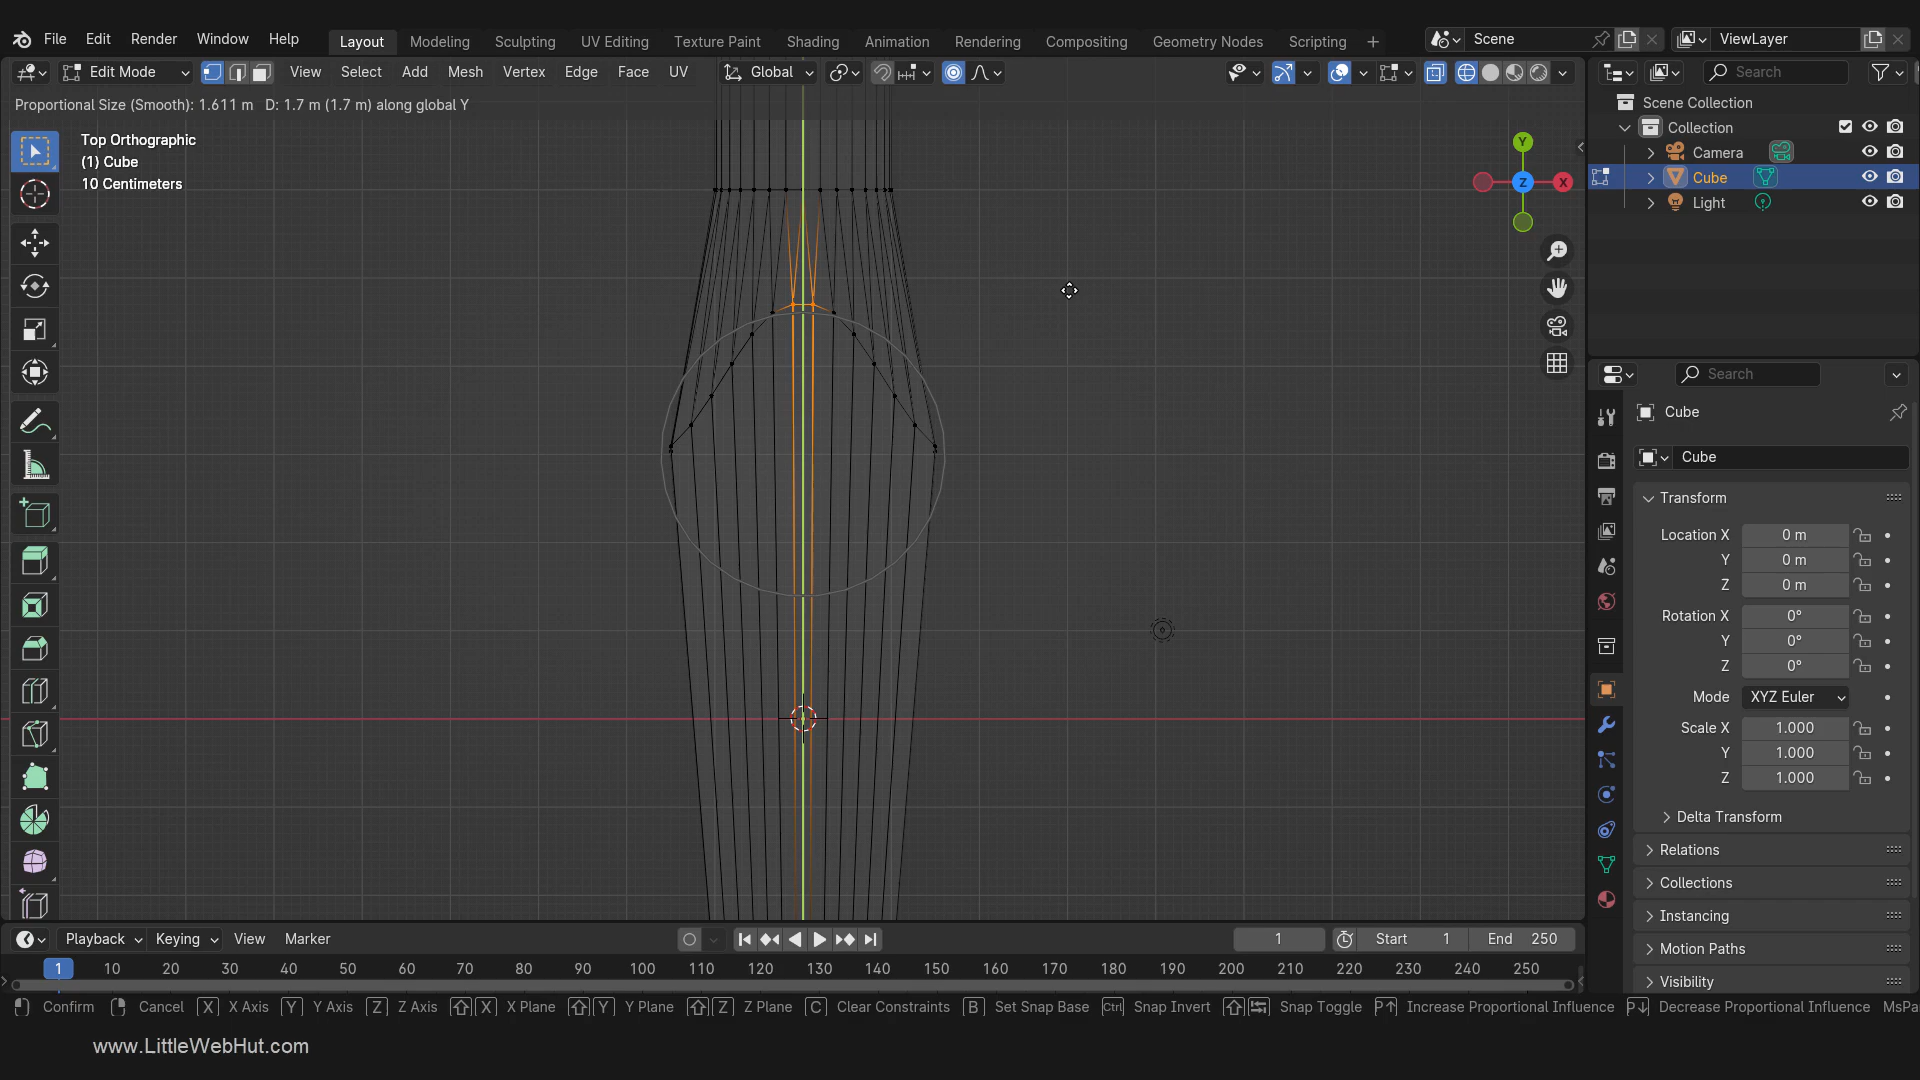 File Edit Render Window Help Layout Modeling Sculpting UV Editing Texture Paint Shading Animation Rendering Compositing Geometry Nodes Scripting + Scene ViewLayer
Edit Mode View Select Add Mesh Vertex Edge Face UV Global Search
Proportional Size (Smooth): 1.611 m D: 1.7 m (1.7 m) along global Y
Scene Collection
Collection
Camera
Cube
Light
Top Orthographic
(1) Cube
10 Centimeters
Y
Z
X
Search
Cube
Cube
Transform
Location X 0 m
Y 0 m
Z 0 m
Rotation X 0°
Y 0°
Z 0°
Mode XYZ Euler
Scale X 1.000
Y 1.000
Z 1.000
Delta Transform
Relations
Collections
Instancing
Motion Paths
Visibility
Playback Keying View Marker 1 Start 1 End 250
1 10 20 30 40 50 60 70 80 90 100 110 120 130 140 150 160 170 180 190 200 210 220 230 240 250
Confirm Cancel X X Axis Y Y Axis Z Z Axis X X Plane Y Y Plane Z Z Plane C Clear Constraints B Set Snap Base Ctrl Snap Invert Snap Toggle P↑ Increase Proportional Influence P↓ Decrease Proportional Influence MsPa
www.LittleWebHut.com